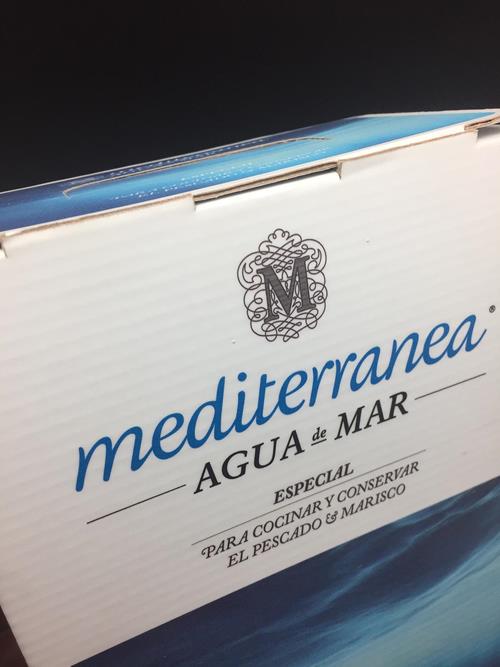 M
mediterranea®
AGUA de MAR
ESPECIAL
PARA COCINAR Y CONSERVAR
EL PESCADO & MARISCO